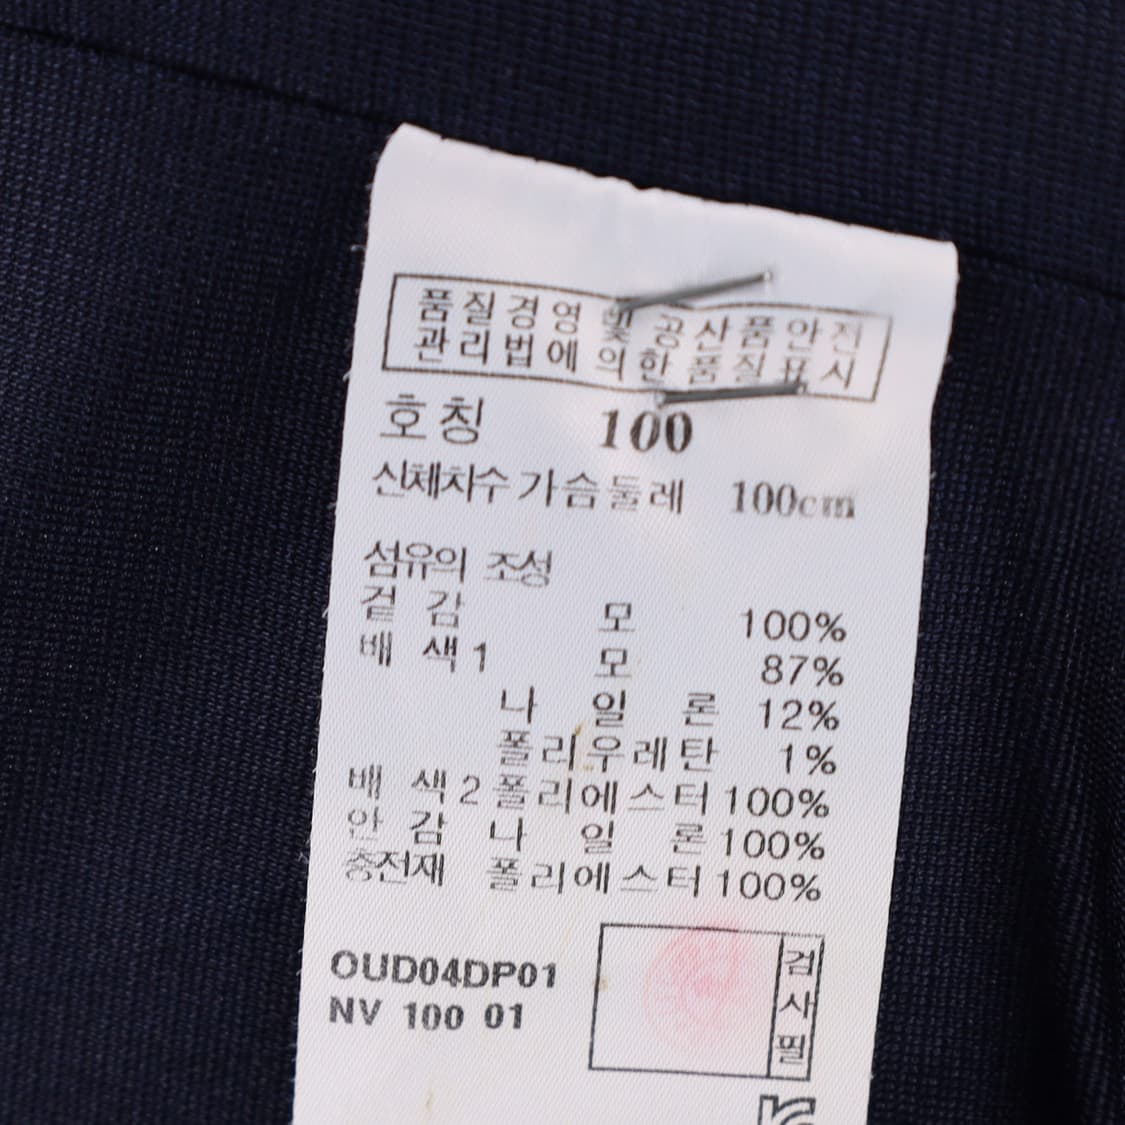 품질경영 및 공산품안전
관리법에 의한 품질표시
호칭 100
신체치수 가슴둘레 100cm
섬유의 조성
겉감 모 100%
배색1 모 87%
나일론 12%
폴리우레탄 1%
배색2 폴리에스터 100%
안감 나일론 100%
충전재 폴리에스터 100%
OUD04DP01
NV 100 01
검사필